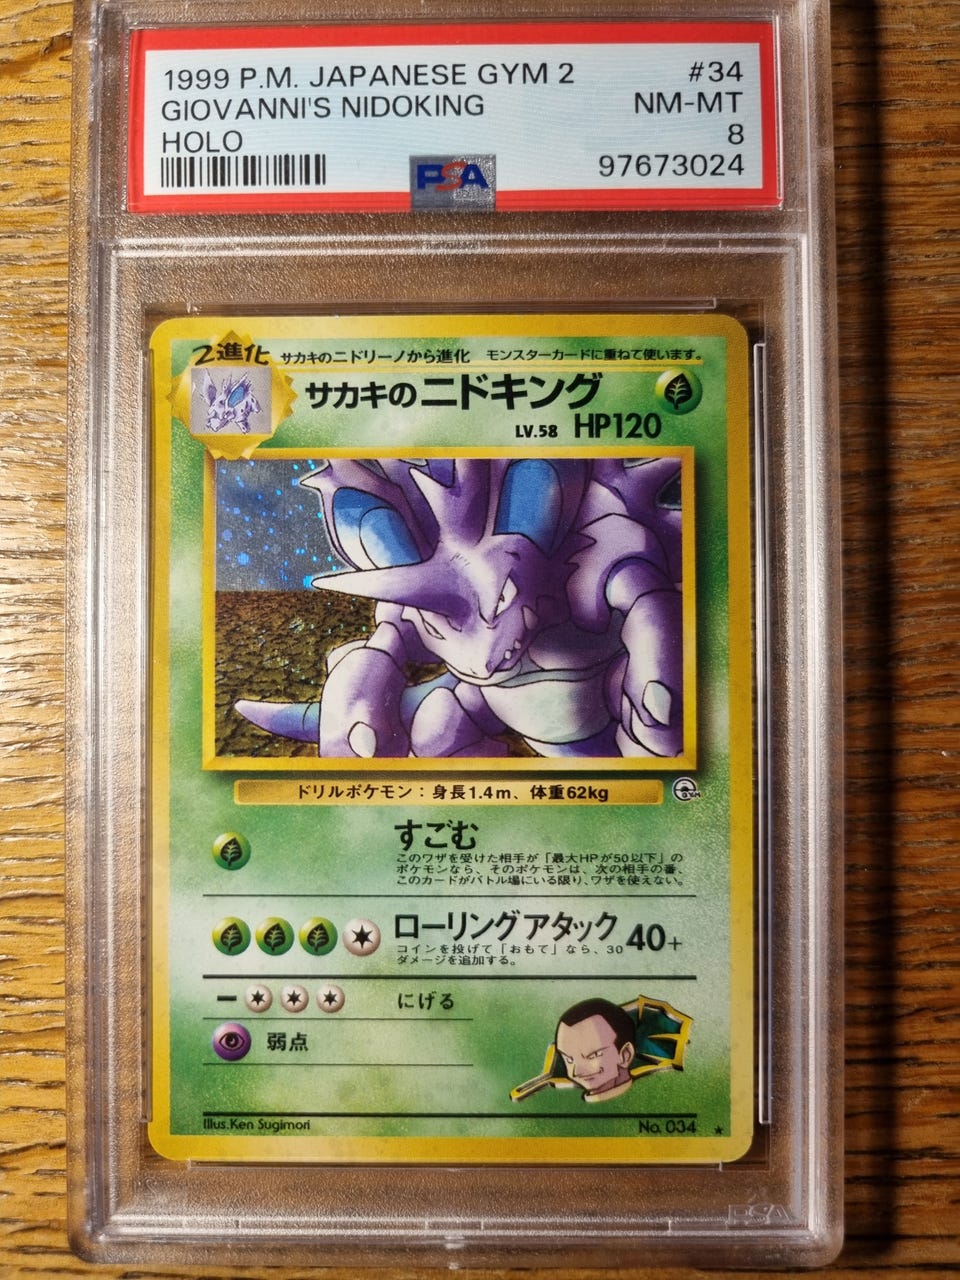 1999 P.M. JAPANESE GYM 2 #34
GIOVANNI'S NIDOKING NM-MT
HOLO 8
97673024
PSA
2進化 サカキのニドリーノから進化 モンスターカードに重ねて使います。
サカキのニドキング
LV.58 HP120
ドリルポケモン：身長1.4m、体重62kg
GYM
すごむ
このワザを受けた相手が「最大HPが50以下」の
ポケモンなら、そのポケモンは、次の相手の番、
このカードがバトル場にいる限り、ワザを使えない。
ローリングアタック 40+
コインを投げて「おもて」なら、30
ダメージを追加する。
にげる
弱点
Illus.Ken Sugimori No. 034 ★
PSA